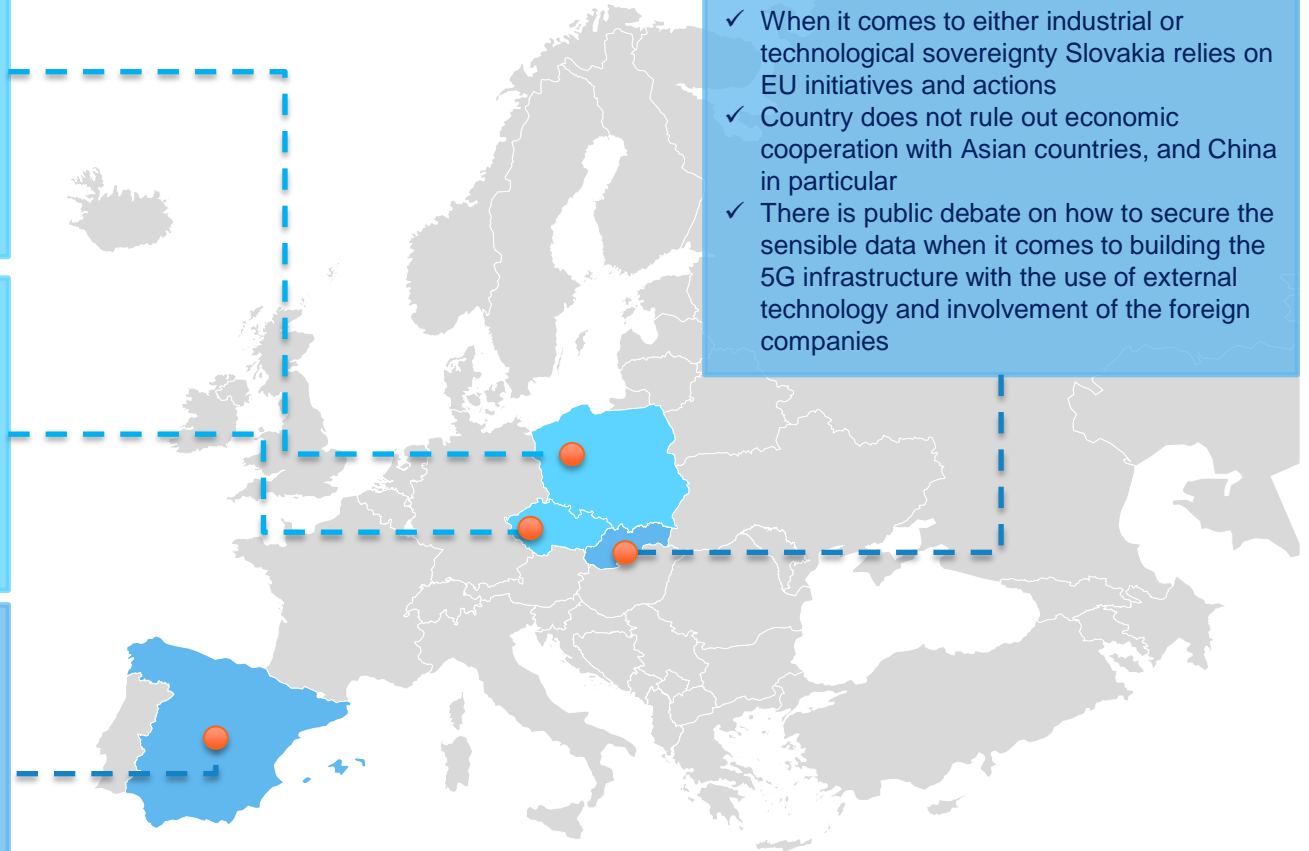 ✓ When it comes to either industrial or
technological sovereignty Slovakia relies on
EU initiatives and actions
✓ Country does not rule out economic
cooperation with Asian countries, and China
in particular
✓ There is public debate on how to secure the
sensible data when it comes to building the
5G infrastructure with the use of external
technology and involvement of the foreign
companies